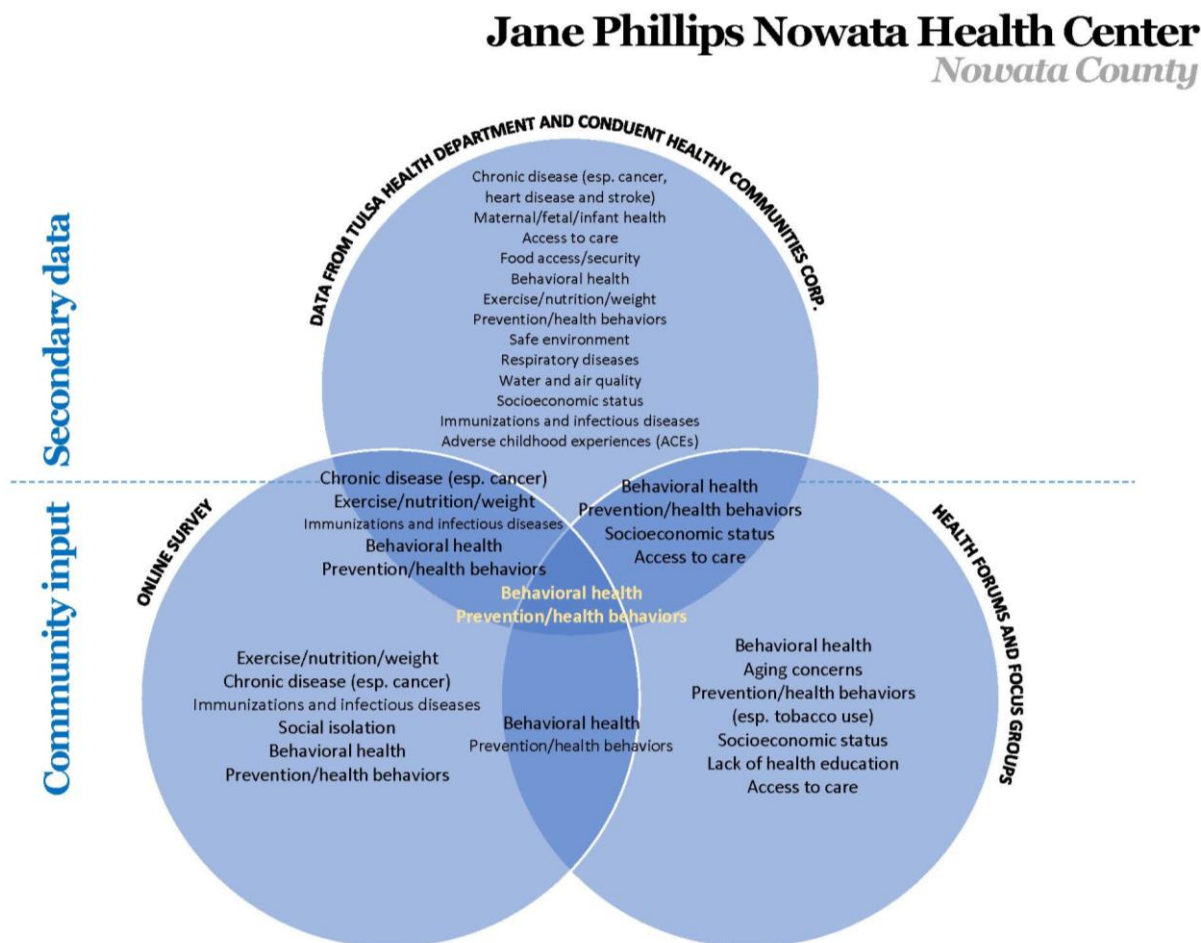 Jane Phillips Nowata Health Center
Nowata County
DATA FROM TULSA HEALTH DEPARTMENT AND CONDUENT HEALTHY COMMUNITIES CORP.
Secondary data
Chronic disease (esp. cancer,
heart disease and stroke)
Maternal/fetal/infant health
Access to care
Food access/security
Behavioral health
Exercise/nutrition/weight
Prevention/health behaviors
Safe environment
Respiratory diseases
Water and air quality
Socioeconomic status
Immunizations and infectious diseases
Adverse childhood experiences (ACEs)
Community input
ONLINE SURVEY
Chronic disease (esp. cancer)
Exercise/nutrition/weight
Immunizations and infectious diseases
Behavioral health
Prevention/health behaviors
Behavioral health
Prevention/health behaviors
Socioeconomic status
Access to care
HEALTH FORUMS AND FOCUS GROUPS
Behavioral health
Prevention/health behaviors
Exercise/nutrition/weight
Chronic disease (esp. cancer)
Immunizations and infectious diseases
Social isolation
Behavioral health
Prevention/health behaviors
Behavioral health
Prevention/health behaviors
Behavioral health
Aging concerns
Prevention/health behaviors
(esp. tobacco use)
Socioeconomic status
Lack of health education
Access to care